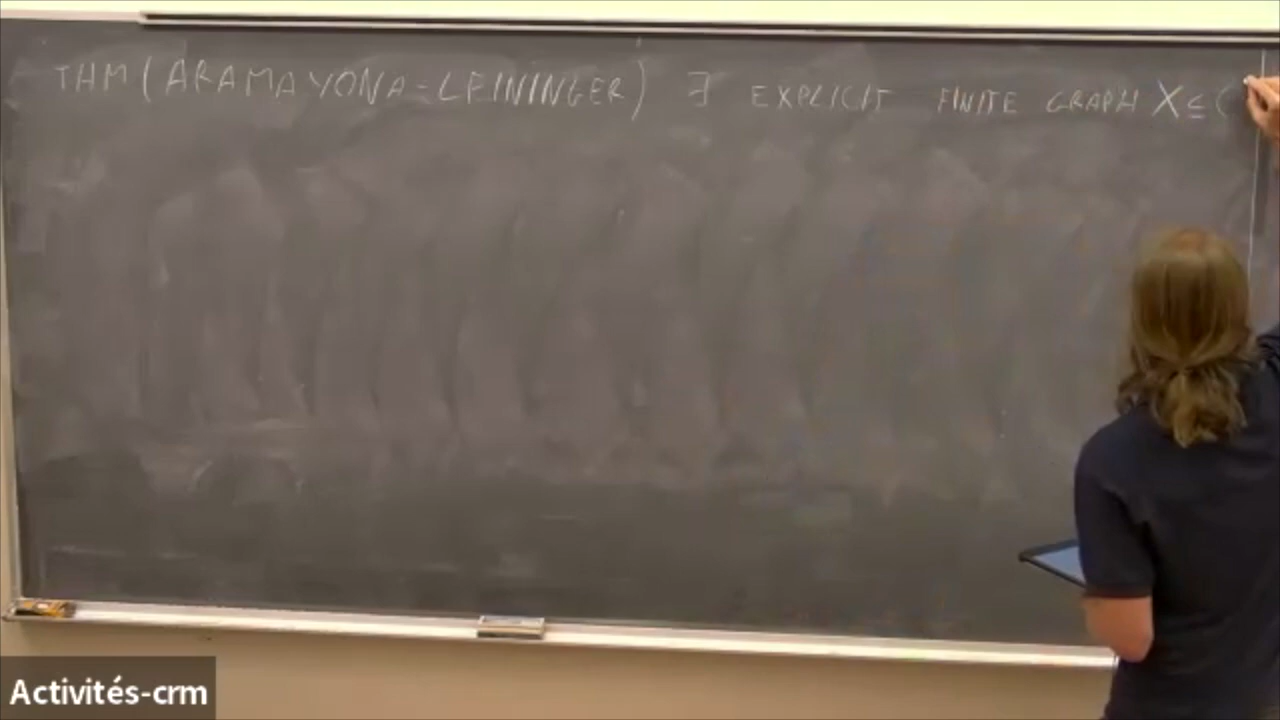 THM (ARAMAYONA-LEININGER) ∃ EXPLICIT FINITE GRAPH X ≤ (
Activités-crm